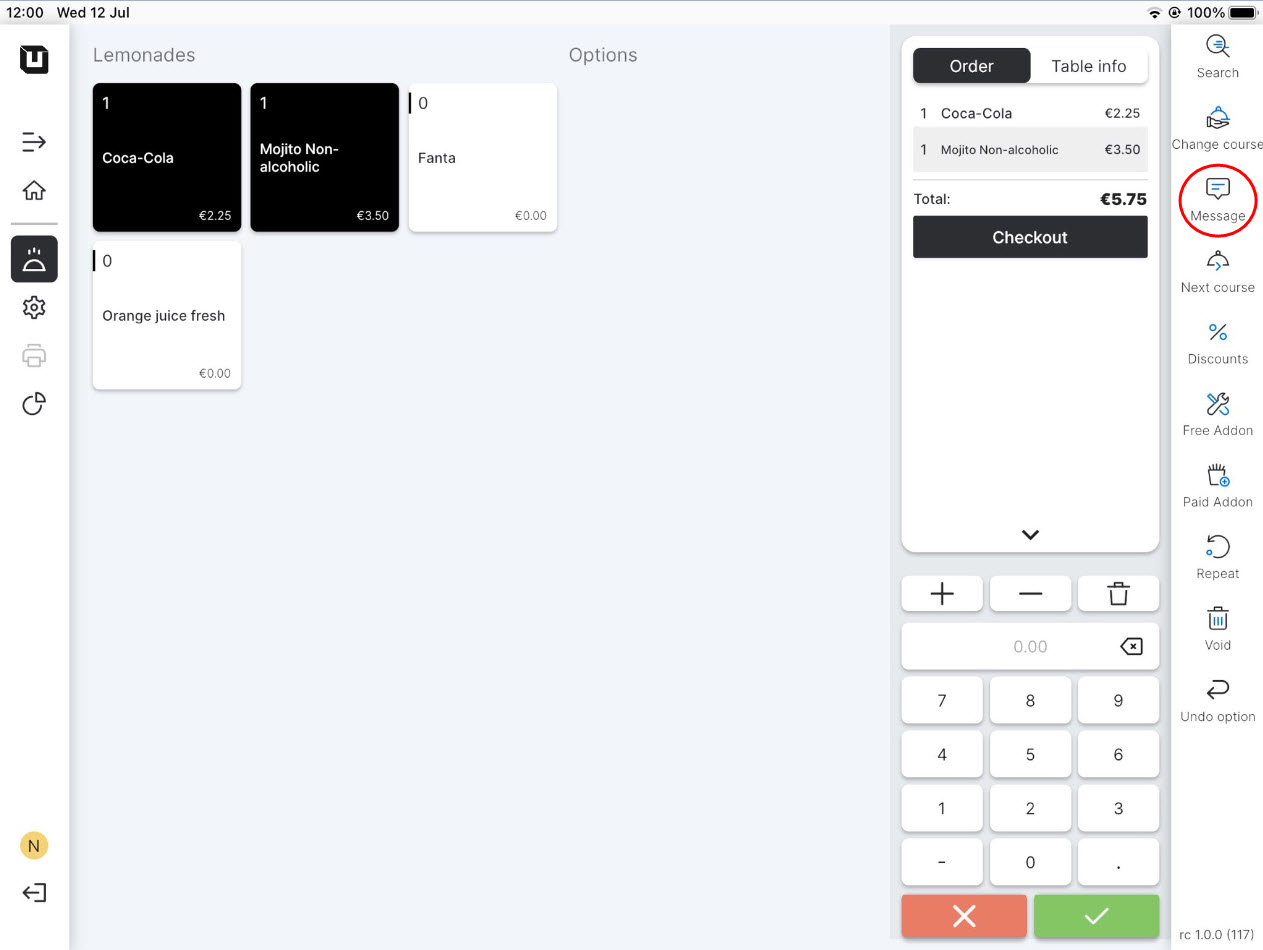 12:00 Wed 12 Jul
100%
Lemonades
Options
1
Coca-Cola
€2.25
1
Mojito Non-
alcoholic
€3.50
0
Fanta
€0.00
0
Orange juice fresh
€0.00
Order
Table info
1 Coca-Cola €2.25
1 Mojito Non-alcoholic €3.50
Total: €5.75
Checkout
0.00
7 8 9
4 5 6
1 2 3
- 0 .
Search
Change course
Message
Next course
Discounts
Free Addon
Paid Addon
Repeat
Void
Undo option
N
rc 1.0.0 (117)